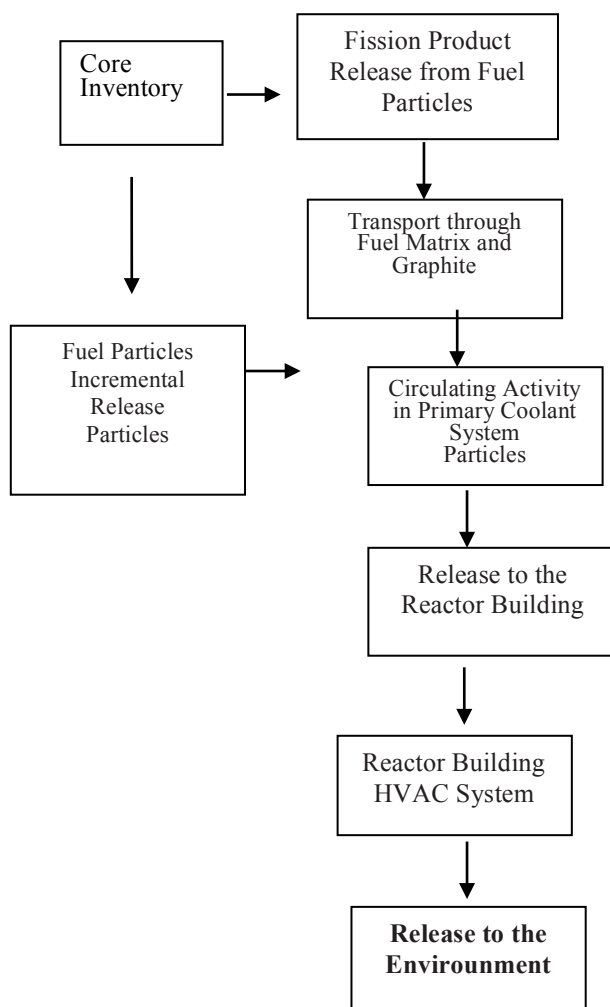 Core
Inventory
Fission Product
Release from Fuel
Particles
Transport through
Fuel Matrix and
Graphite
Fuel Particles
Incremental
Release
Particles
Circulating Activity
in Primary Coolant
System
Particles
Release to the
Reactor Building
Reactor Building
HVAC System
Release to the
Envirounment